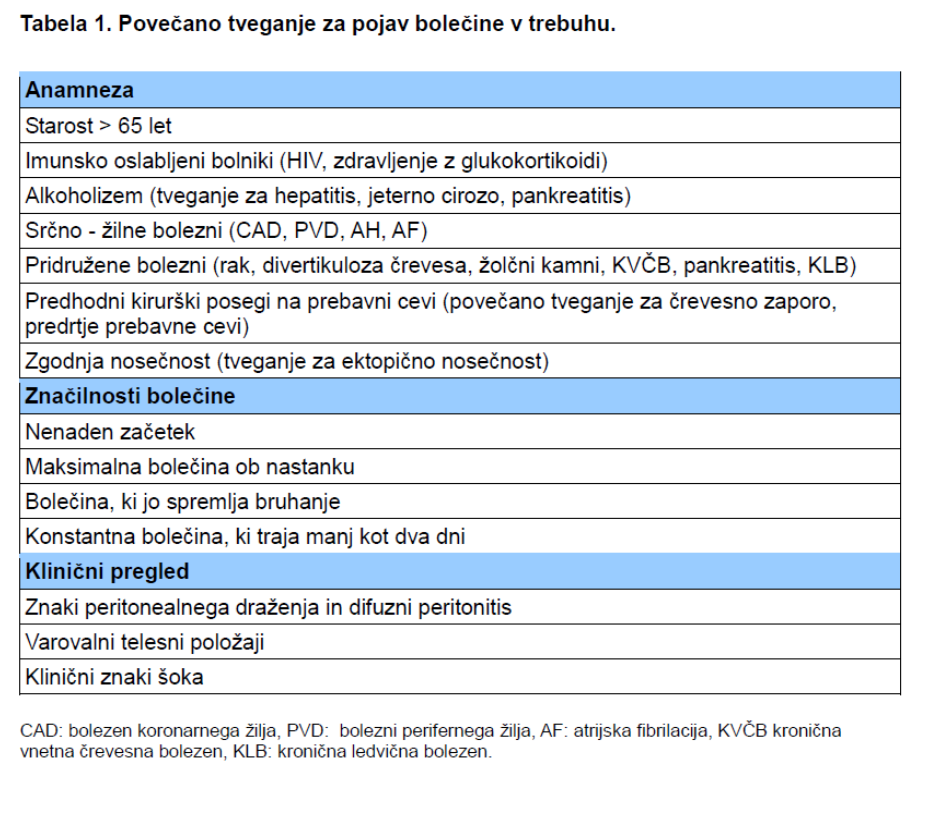 Tabela 1. Povečano tveganje za pojav bolečine v trebuhu.
Anamneza
Starost > 65 let
Imunsko oslabljeni bolniki (HIV, zdravljenje z glukokortikoidi)
Alkoholizem (tveganje za hepatitis, jeterno cirozo, pankreatitis)
Srčno - žilne bolezni (CAD, PVD, AH, AF)
Pridružene bolezni (rak, divertikuloza črevesa, žolčni kamni, KVČB, pankreatitis, KLB)
Predhodni kirurški posegi na prebavni cevi (povečano tveganje za črevesno zaporo,
predrtje prebavne cevi)
Zgodnja nosečnost (tveganje za ektopično nosečnost)
Značilnosti bolečine
Nenaden začetek
Maksimalna bolečina ob nastanku
Bolečina, ki jo spremlja bruhanje
Konstantna bolečina, ki traja manj kot dva dni
Klinični pregled
Znaki peritonealnega draženja in difuzni peritonitis
Varovalni telesni položaji
Klinični znaki šoka
CAD: bolezen koronarnega žilja, PVD: bolezni perifernega žilja, AF: atrijska fibrilacija, KVČB kronična
vnetna črevesna bolezen, KLB: kronična ledvična bolezen.